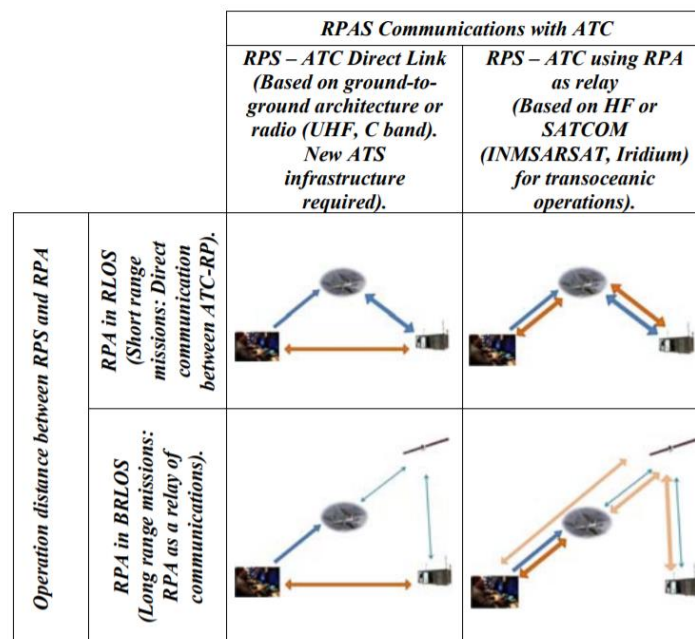 RPAS Communications with ATC
RPS – ATC Direct Link
(Based on ground-to-
ground architecture or
radio (UHF, C band).
New ATS
infrastructure
required).
RPS – ATC using RPA
as relay
(Based on HF or
SATCOM
(INMSARSAT, Iridium)
for transoceanic
operations).
Operation distance between RPS and RPA
RPA in RLOS
(Short range
missions: Direct
communication
between ATC-RP).
RPA in BRLOS
(Long range missions:
RPA as a relay of
communications).